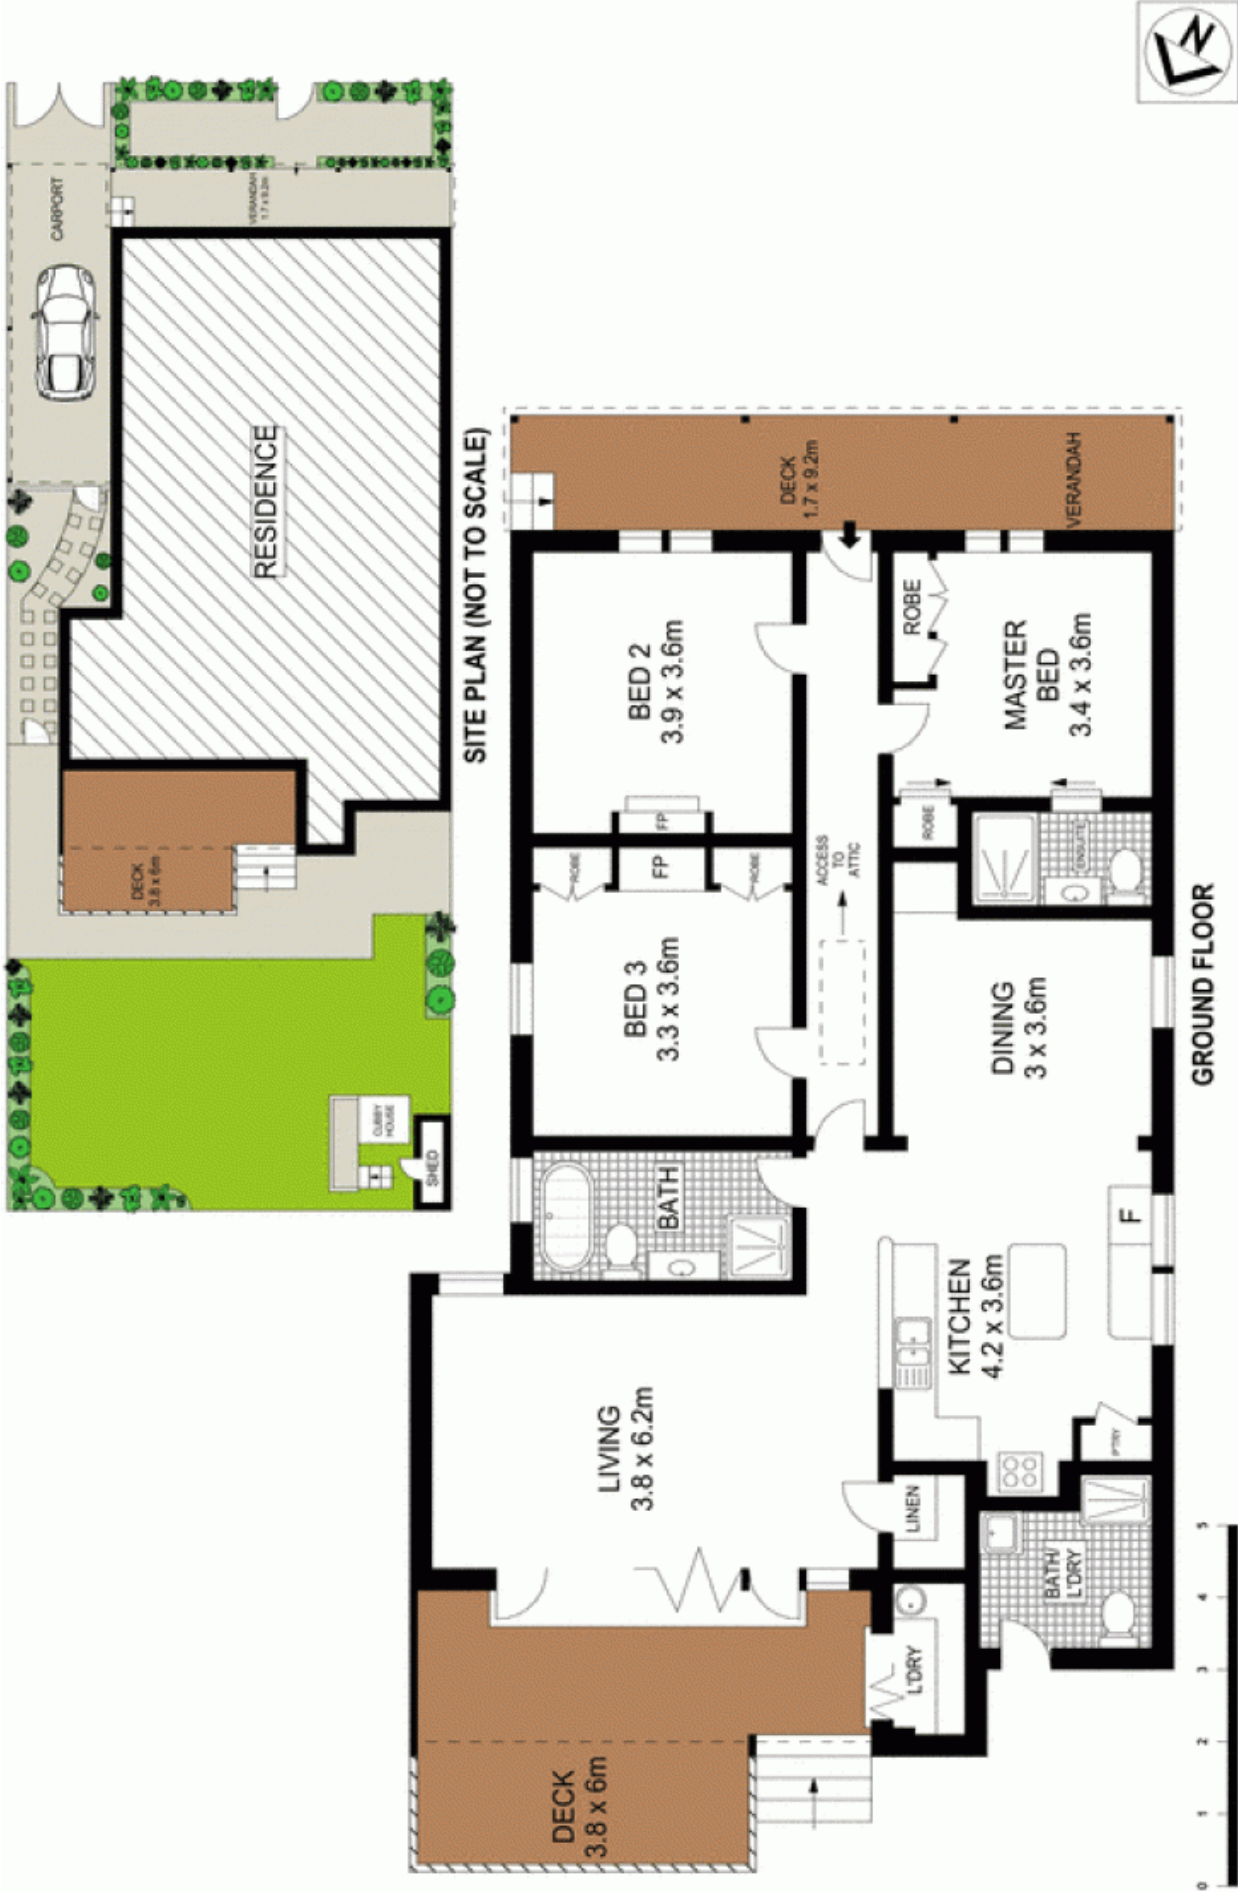 CARPORT
VERANDAH
1.7 x 9.2m
RESIDENCE
DECK
3.8 x 6m
CUBBY
HOUSE
SHED
SITE PLAN (NOT TO SCALE)
N
DECK
1.7 x 9.2m
VERANDAH
BED 2
3.9 x 3.6m
FP
ROBE
MASTER
BED
3.4 x 3.6m
ROBE
ENSUITE
ROBE
FP
ROBE
ACCESS
TO
ATTIC
BED 3
3.3 x 3.6m
DINING
3 x 3.6m
BATH
F
KITCHEN
4.2 x 3.6m
P'TRY
LIVING
3.8 x 6.2m
LINEN
BATH/
L'DRY
L'DRY
DECK
3.8 x 6m
GROUND FLOOR
0 1 2 3 4 5